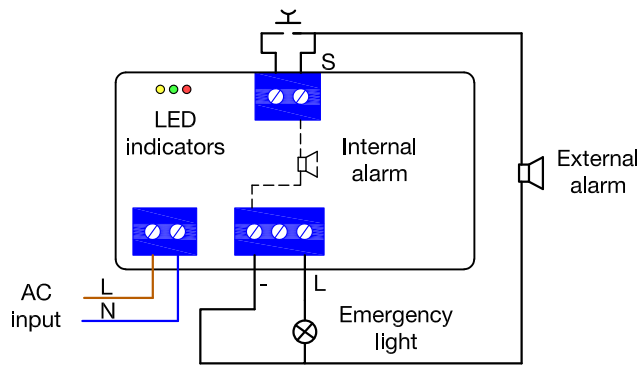 S
LED
indicators
Internal
alarm
External
alarm
AC
input
L
N
-
L
Emergency
light